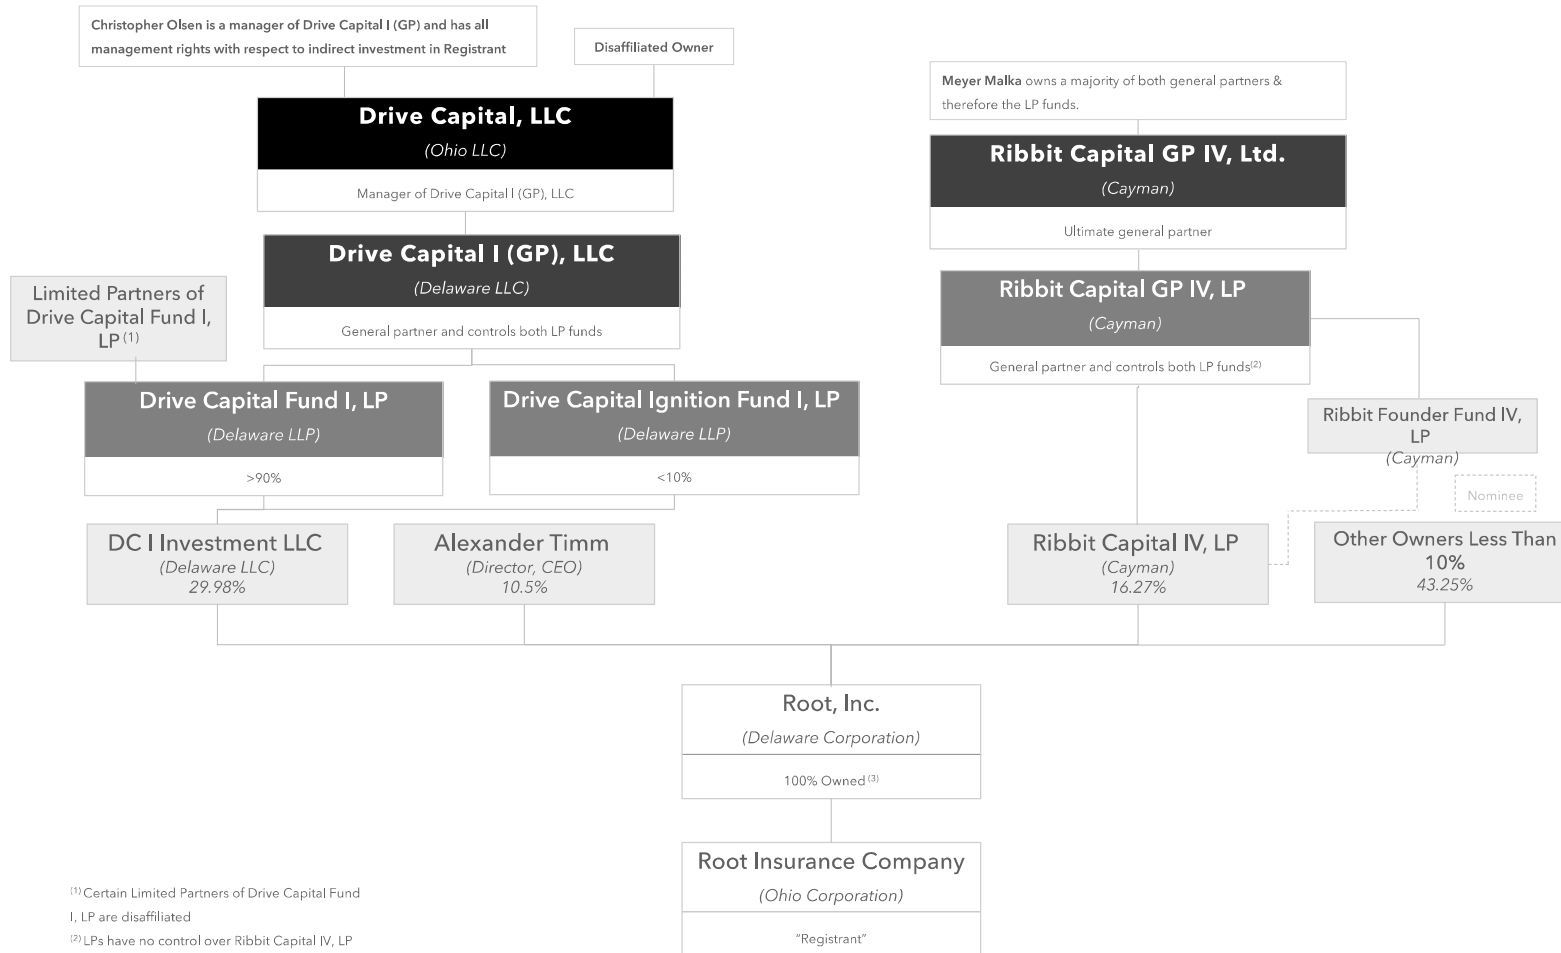 Christopher Olsen is a manager of Drive Capital I (GP) and has all
management rights with respect to indirect investment in Registrant
Disaffiliated Owner
Drive Capital, LLC
(Ohio LLC)
Manager of Drive Capital I (GP), LLC
Drive Capital I (GP), LLC
(Delaware LLC)
General partner and controls both LP funds
Limited Partners of
Drive Capital Fund I,
LP (1)
Drive Capital Fund I, LP
(Delaware LLP)
>90%
Drive Capital Ignition Fund I, LP
(Delaware LLP)
<10%
DC I Investment LLC
(Delaware LLC)
29.98%
Alexander Timm
(Director, CEO)
10.5%
Meyer Malka owns a majority of both general partners &
therefore the LP funds.
Ribbit Capital GP IV, Ltd.
(Cayman)
Ultimate general partner
Ribbit Capital GP IV, LP
(Cayman)
General partner and controls both LP funds(2)
Ribbit Founder Fund IV,
LP
(Cayman)
Nominee
Ribbit Capital IV, LP
(Cayman)
16.27%
Other Owners Less Than
10%
43.25%
Root, Inc.
(Delaware Corporation)
100% Owned (3)
Root Insurance Company
(Ohio Corporation)
"Registrant"
(1) Certain Limited Partners of Drive Capital Fund
I, LP are disaffiliated
(2) LPs have no control over Ribbit Capital IV, LP